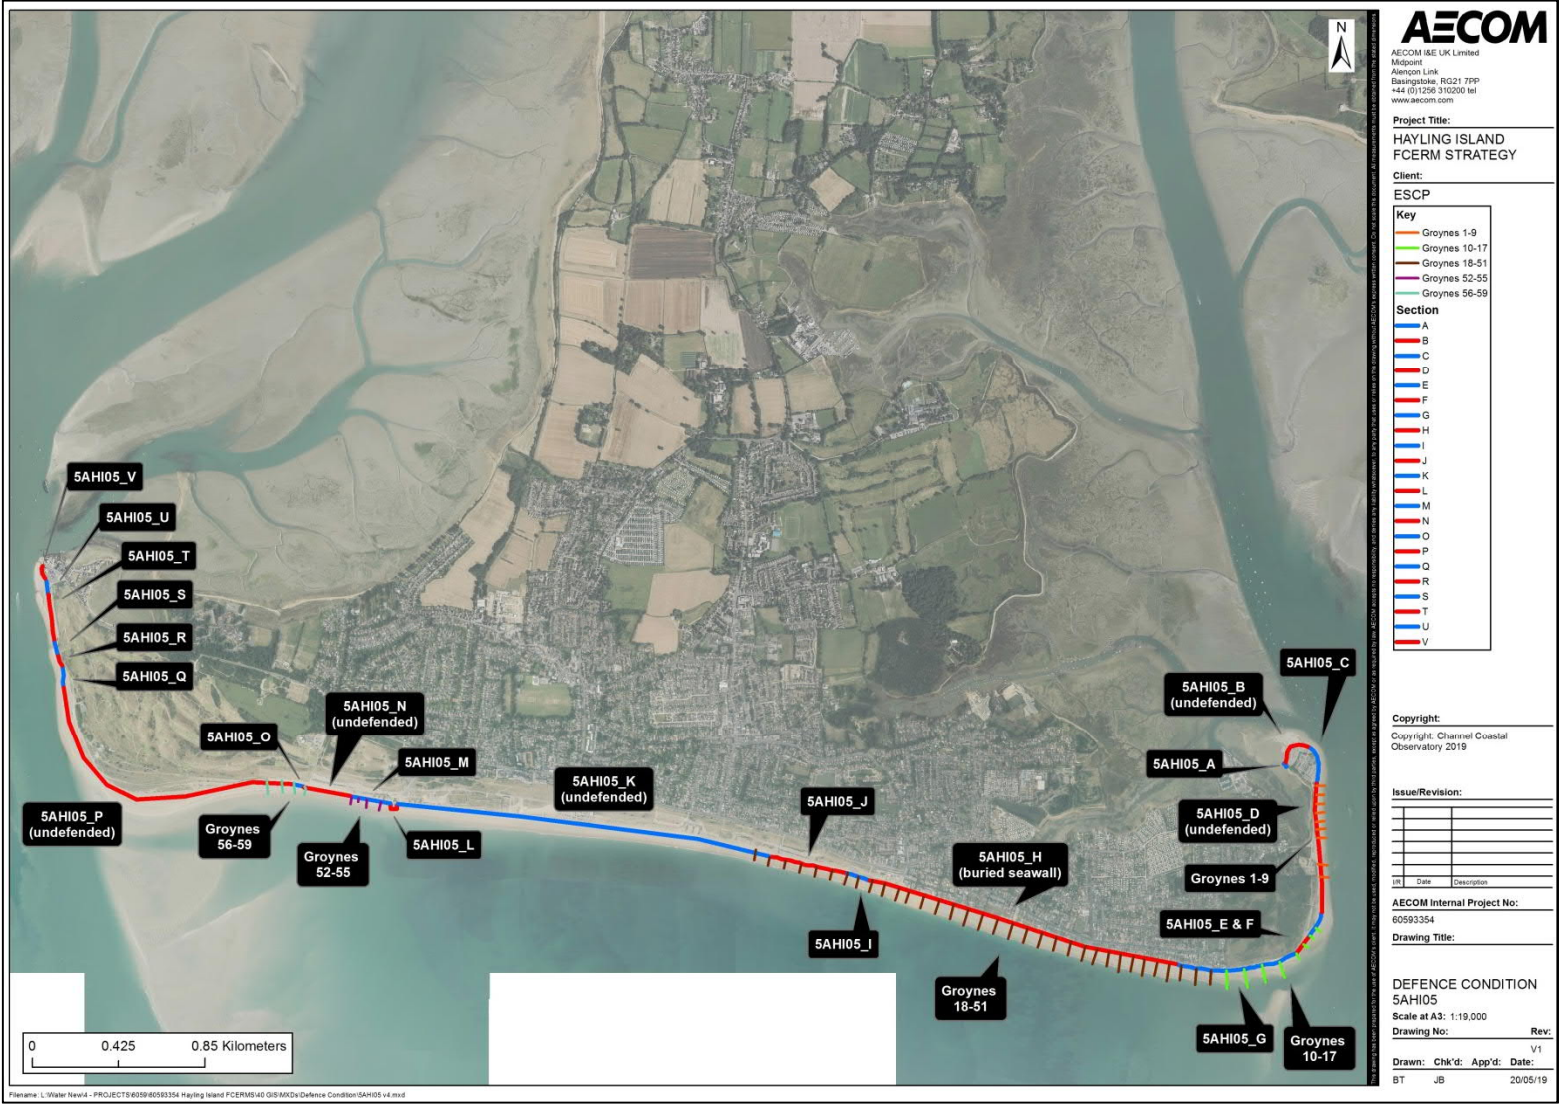 5AHI05_V
5AHI05_U
5AHI05_T
5AHI05_S
5AHI05_R
5AHI05_Q
5AHI05_P
(undefended)
5AHI05_O
5AHI05_N
(undefended)
5AHI05_M
Groynes
56-59
Groynes
52-55
5AHI05_L
5AHI05_K
(undefended)
5AHI05_J
5AHI05_I
5AHI05_H
(buried seawall)
Groynes
18-51
5AHI05_G
Groynes
10-17
5AHI05_E & F
Groynes 1-9
5AHI05_D
(undefended)
5AHI05_A
5AHI05_B
(undefended)
5AHI05_C
N
0 0.425 0.85 Kilometers
AECOM
AECOM I&E UK Limited
Midpoint
Alençon Link
Basingstoke, RG21 7PP
+44 (0)1256 310200 tel
www.aecom.com
Project Title:
HAYLING ISLAND
FCERM STRATEGY
Client:
ESCP
Key
Groynes 1-9
Groynes 10-17
Groynes 18-51
Groynes 52-55
Groynes 56-59
Section
A
B
C
D
E
F
G
H
I
J
K
L
M
N
O
P
Q
R
S
T
U
V
Copyright:
Copyright: Channel Coastal
Observatory 2019
Issue/Revision:
I/R Date Description
AECOM Internal Project No:
60593354
Drawing Title:
DEFENCE CONDITION
5AHI05
Scale at A3: 1:19,000
Drawing No: Rev:
V1
Drawn: Chk'd: App'd: Date:
BT JB 20/05/19